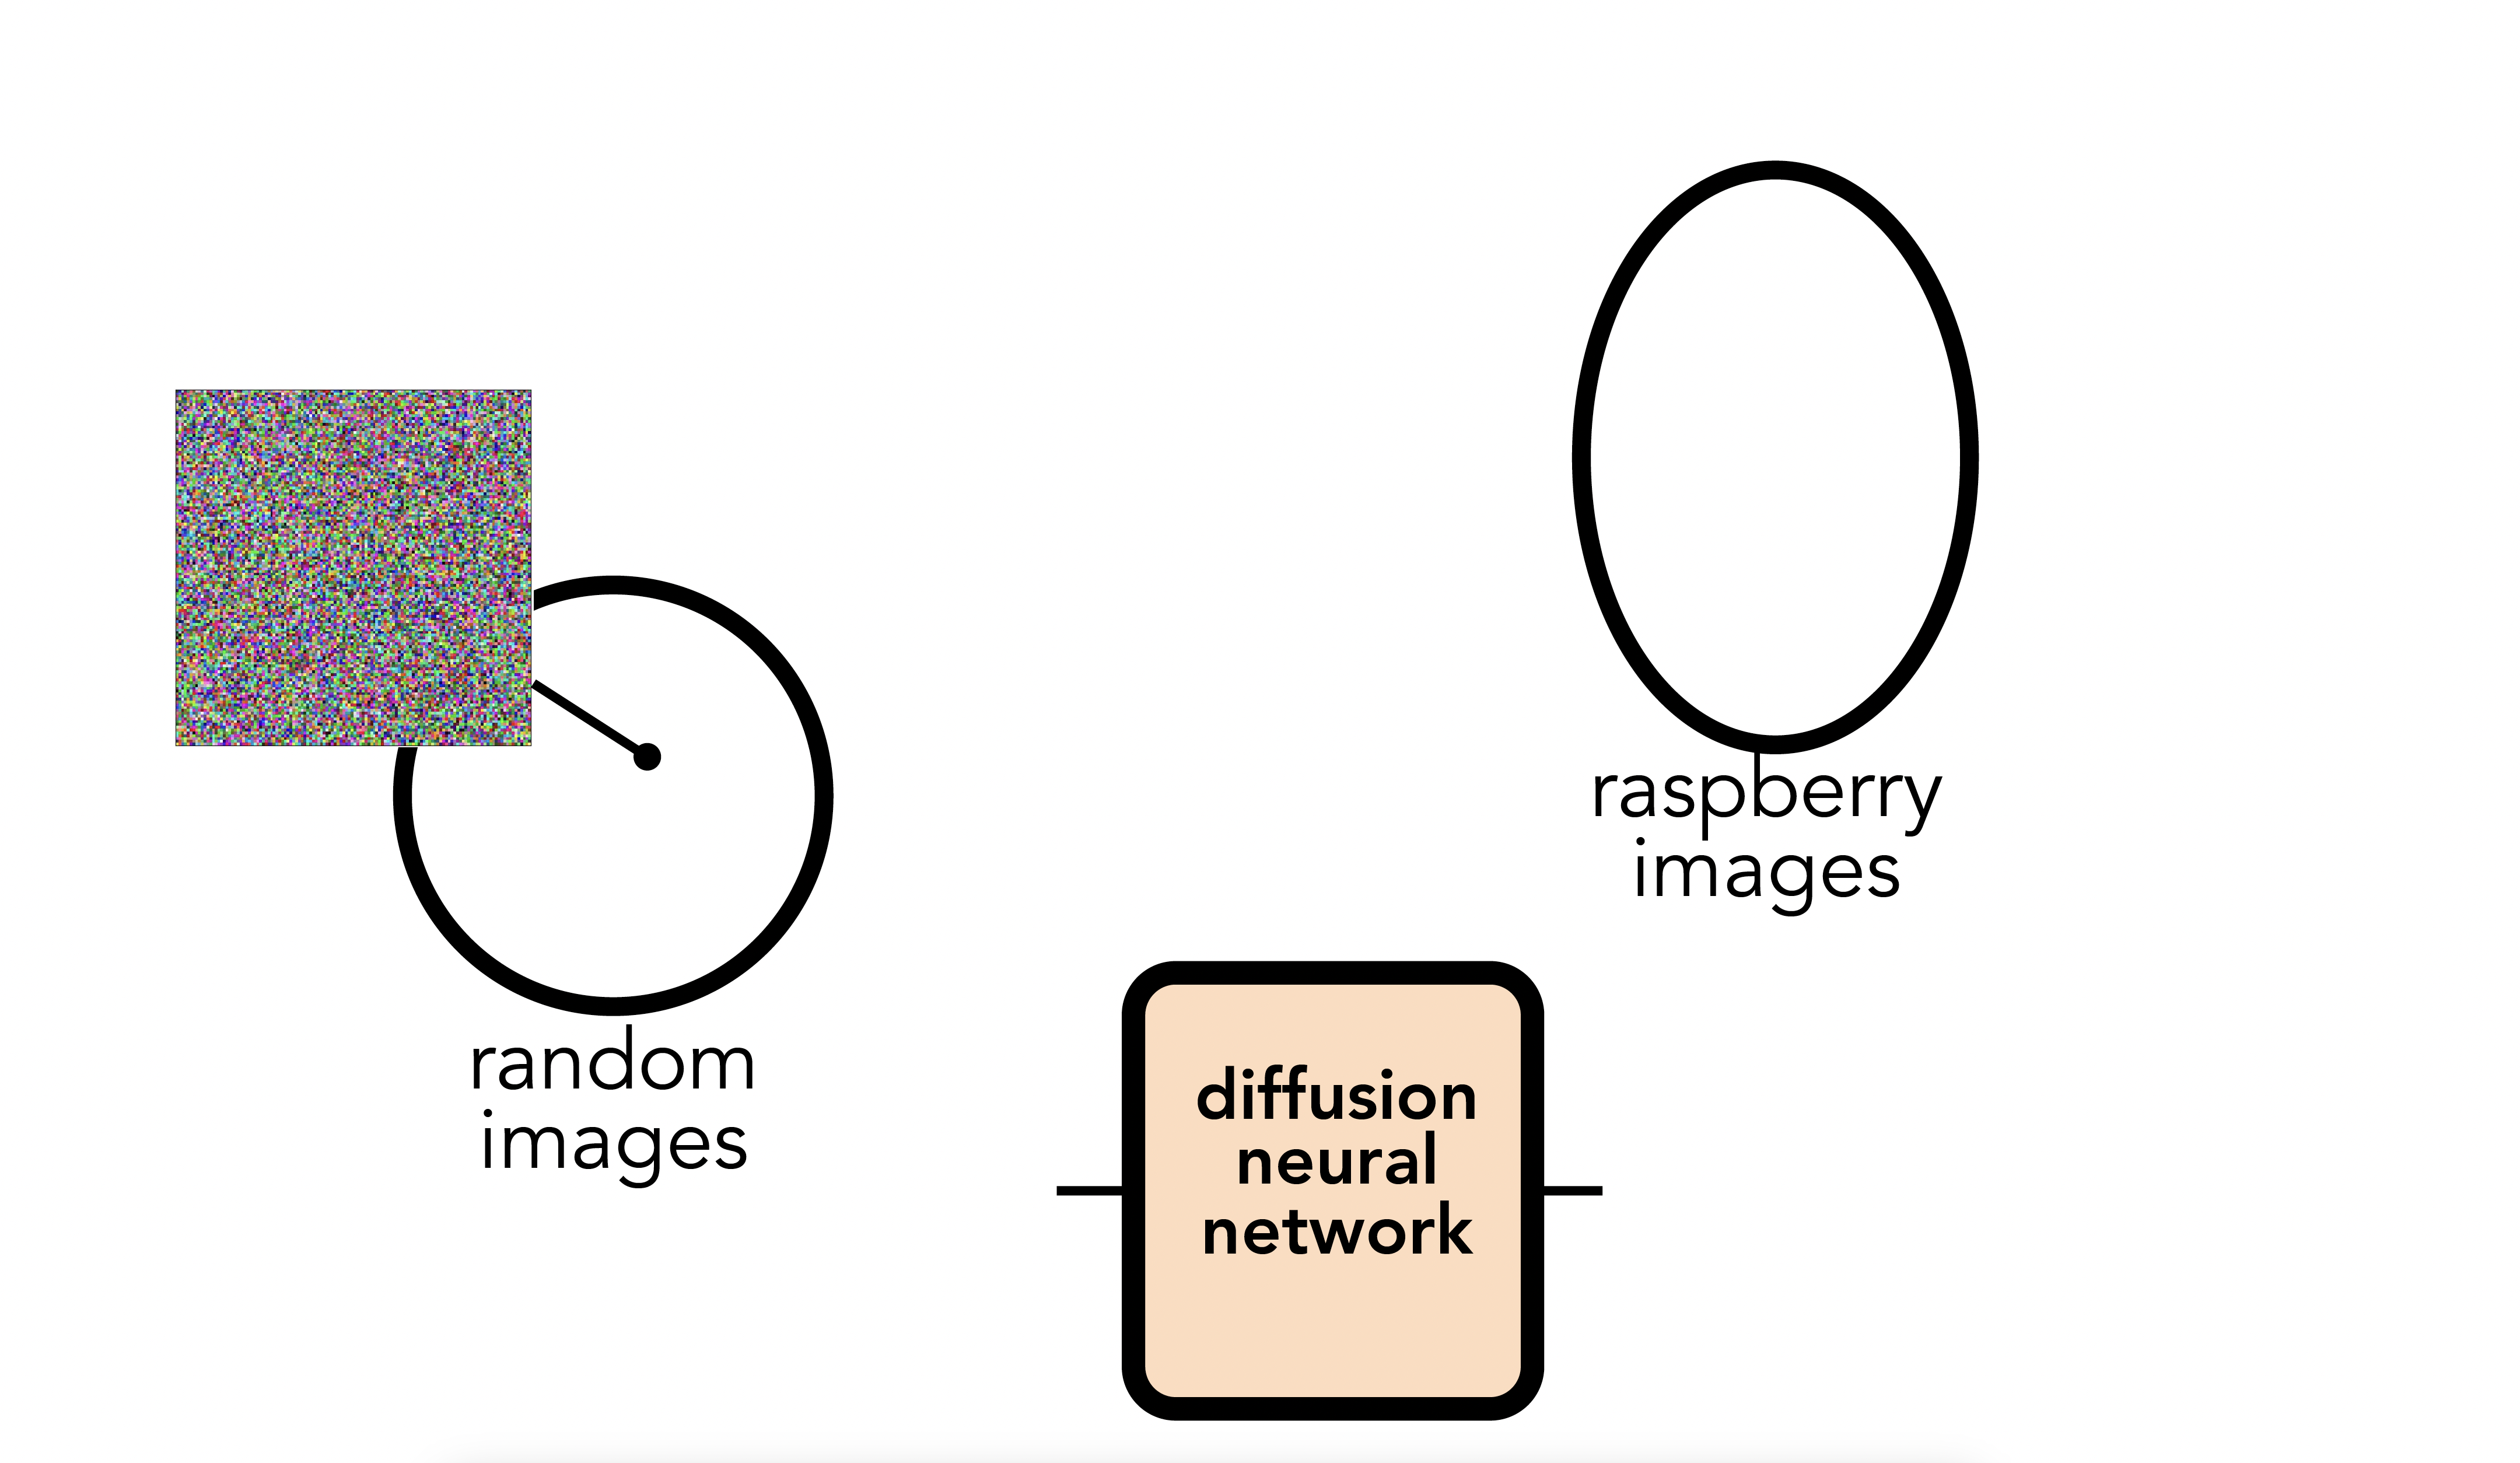 raspberry
images
random
images
diffusion
neural
network